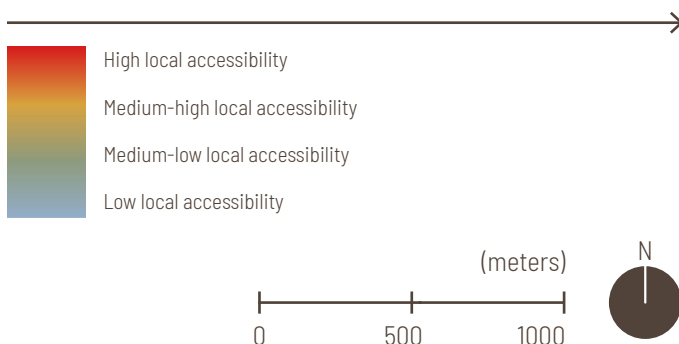 High local accessibility
Medium-high local accessibility
Medium-low local accessibility
Low local accessibility
N
(meters)
0 500 1000